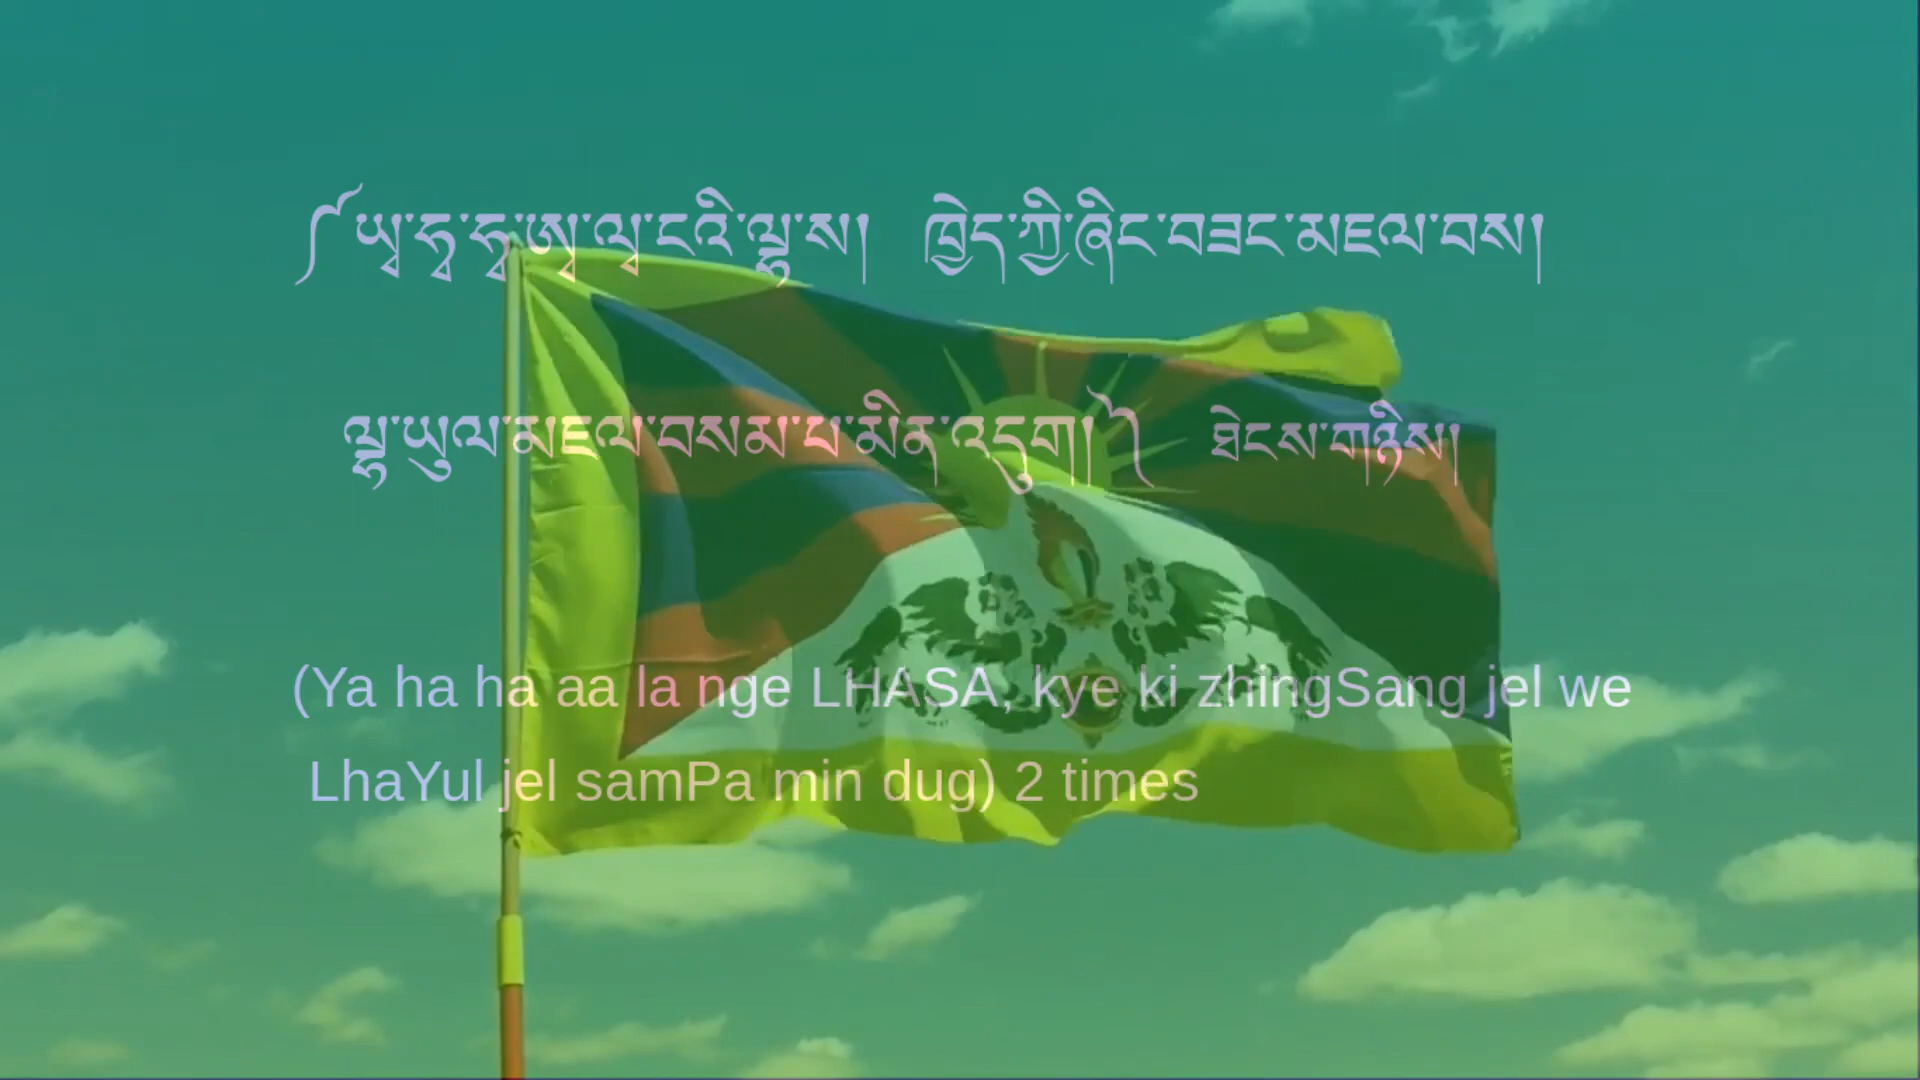 ༼ཡྭ་ཧྭ་ཧྭ་ཨྭ་ལྭ་ངའི་ལྷ་ས། ཁྱེད་ཀྱི་ཞིང་བཟང་མཇལ་བས།
ལྷ་ཡུལ་མཇལ་བསམ་པ་མིན་འདུག།༽ ཐེངས་གཉིས།
(Ya ha ha aa la nge LHASA, kye ki zhingSang jel we
LhaYul jel samPa min dug) 2 times